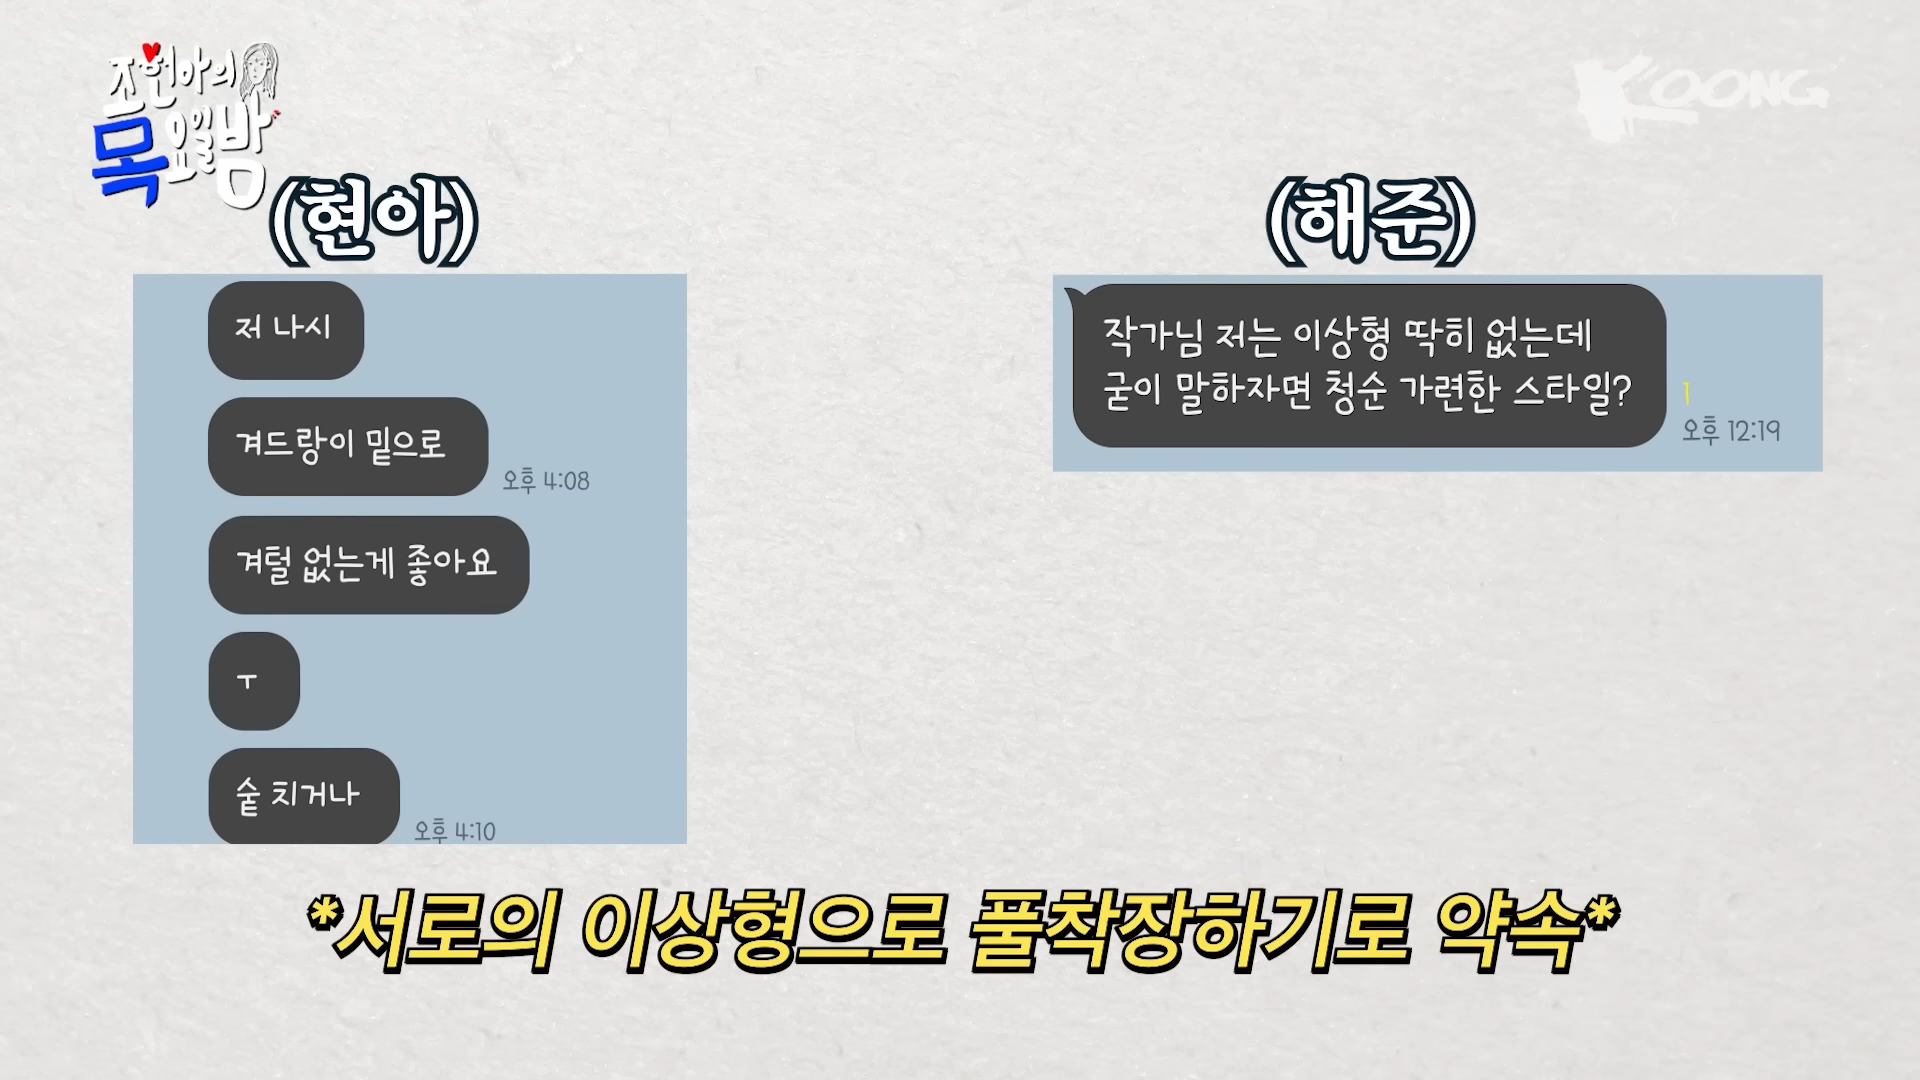 조현아의
목요일밤
KOONG
(현아)
저 나시
겨드랑이 밑으로
오후 4:08
겨털 없는게 좋아요
ㅜ
숱 치거나
오후 4:10
(해준)
작가님 저는 이상형 딱히 없는데
굳이 말하자면 청순 가련한 스타일?
1
오후 12:19
*서로의 이상형으로 풀착장하기로 약속*